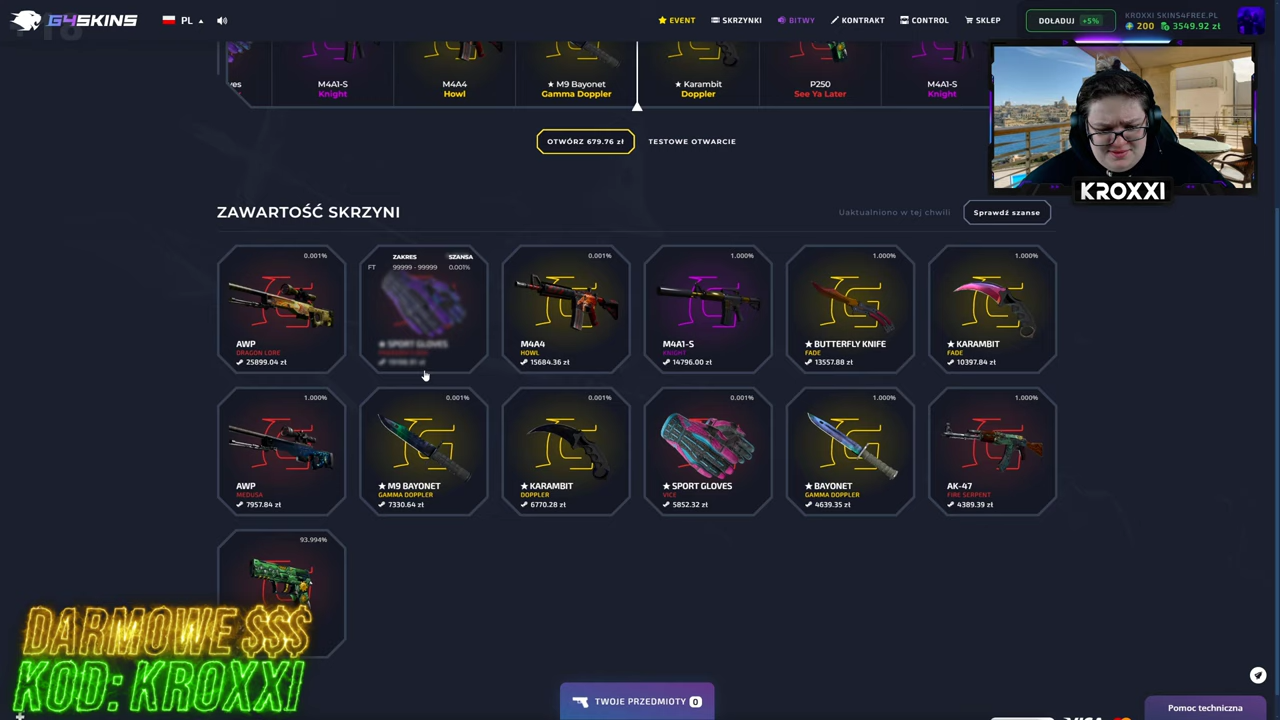 G4SKINS
PL
EVENT
SKRZYNKI
BITWY
KONTRAKT
CONTROL
SKLEP
DOŁADUJ +5%
KROXXI SKINS4FREE.PL
200 3549.92 zł
M4A1-S
Knight
M4A4
Howl
★ M9 Bayonet
Gamma Doppler
★ Karambit
Doppler
P250
See Ya Later
M4A1-S
Knight
OTWÓRZ 679.76 zł
TESTOWE OTWARCIE
KROXXI
ZAWARTOŚĆ SKRZYNI
Uaktualniono w tej chwili
Sprawdź szanse
0.001%
AWP
DRAGON LORE
25899.04 zł
ZAKRES SZANSA
FT 99999 - 99999 0.001%
★ SPORT GLOVES
0.001%
M4A4
HOWL
15684.36 zł
1.000%
M4A1-S
KNIGHT
14796.00 zł
1.000%
★ BUTTERFLY KNIFE
FADE
13557.88 zł
1.000%
★ KARAMBIT
FADE
10397.84 zł
1.000%
AWP
MEDUSA
7957.84 zł
0.001%
★ M9 BAYONET
GAMMA DOPPLER
7330.64 zł
0.001%
★ KARAMBIT
DOPPLER
6770.28 zł
0.001%
★ SPORT GLOVES
VICE
5852.32 zł
1.000%
★ BAYONET
GAMMA DOPPLER
4639.35 zł
1.000%
AK-47
FIRE SERPENT
4389.39 zł
93.994%
DARMOWE $$$
KOD: KROXXI
TWOJE PRZEDMIOTY 0
Pomoc techniczna